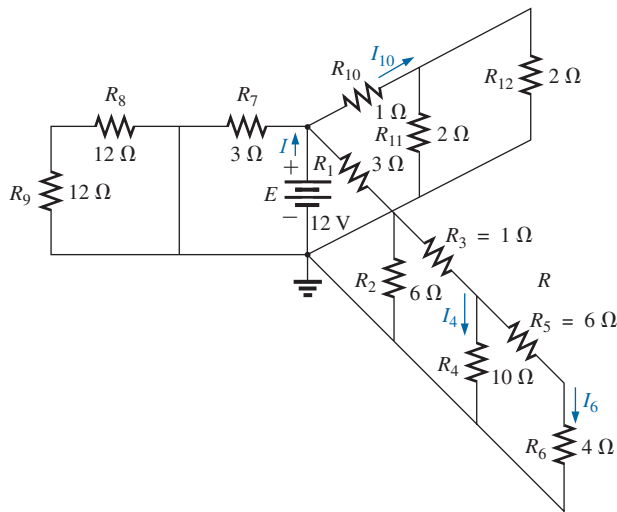 I₁₀
R₁₀
1 Ω
R₁₂
2 Ω
R₈
12 Ω
R₇
3 Ω
R₁₁
2 Ω
I
+
R₁
3 Ω
R₉
12 Ω
E
−
12 V
R₃ = 1 Ω
R₂
6 Ω
R
I₄
R₅ = 6 Ω
R₄
10 Ω
I₆
R₆
4 Ω